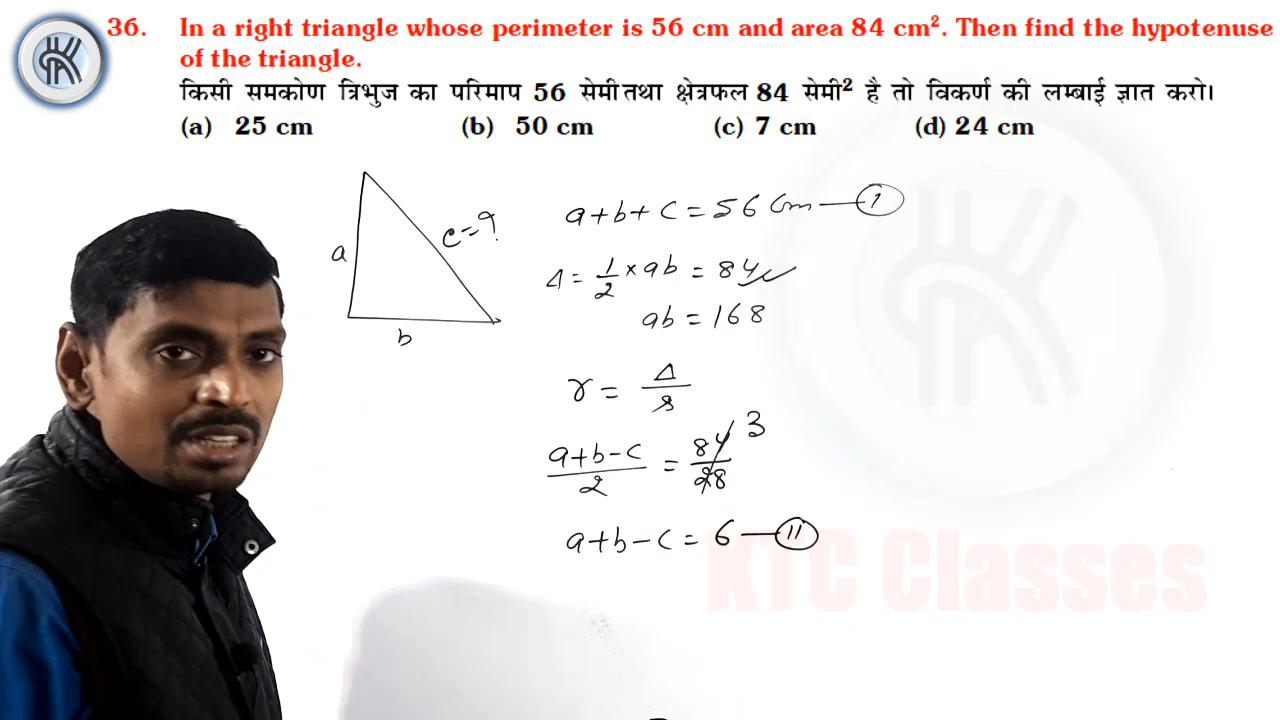 36. In a right triangle whose perimeter is 56 cm and area 84 cm². Then find the hypotenuse
of the triangle.
किसी समकोण त्रिभुज का परिमाप 56 सेमी तथा क्षेत्रफल 84 सेमी² है तो विकर्ण की लम्बाई ज्ञात करो।
(a) 25 cm (b) 50 cm (c) 7 cm (d) 24 cm
a
c=?
b
a+b+c=56 cm — I
Δ = 1/2 × ab = 84
ab = 168
r = Δ/s
(a+b-c)/2 = 84/28 3
a+b-c = 6 — II
KTC Classes